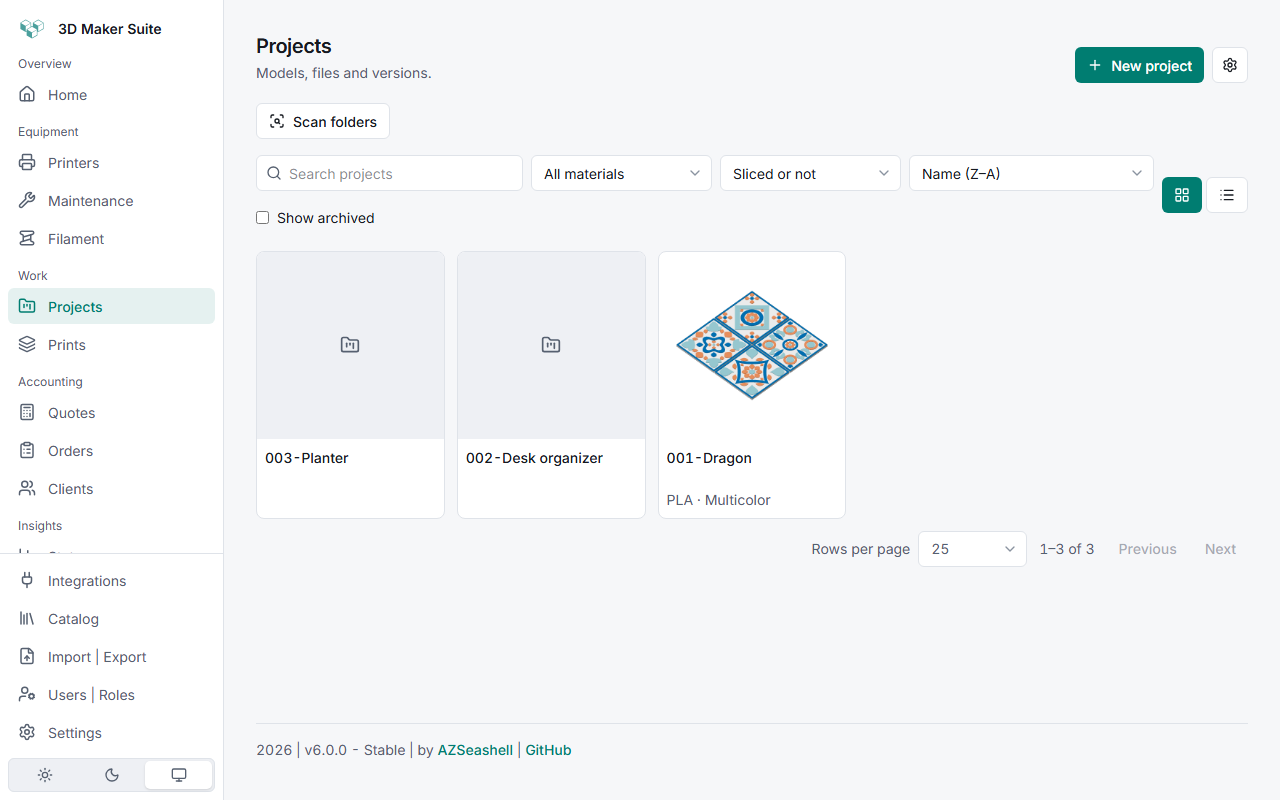 3D Maker Suite
Overview
Home
Equipment
Printers
Maintenance
Filament
Work
Projects
Prints
Accounting
Quotes
Orders
Clients
Insights
Integrations
Catalog
Import | Export
Users | Roles
Settings
Projects
Models, files and versions.
New project
Scan folders
Search projects
All materials
Sliced or not
Name (Z–A)
Show archived
003-Planter
002-Desk organizer
001-Dragon
PLA · Multicolor
Rows per page
25
1–3 of 3
Previous
Next
2026 | v6.0.0 - Stable | by AZSeashell | GitHub